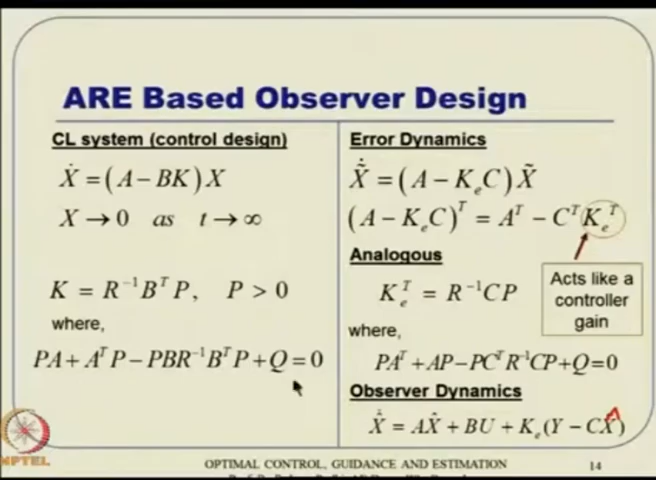 ARE Based Observer Design
CL system (control design)
Ẋ = (A − BK) X
X → 0 as t → ∞
K = R⁻¹BᵀP, P > 0
where,
PA + AᵀP − PBR⁻¹BᵀP + Q = 0
Error Dynamics
X̃̇ = (A − KₑC) X̃
(A − KₑC)ᵀ = Aᵀ − CᵀKₑᵀ
Analogous
Kₑᵀ = R⁻¹CP
where,
PAᵀ + AP − PCᵀR⁻¹CP + Q = 0
Acts like a
controller
gain
Observer Dynamics
X̂̇ = AX̂ + BU + Kₑ(Y − CX̂)
NPTEL
OPTIMAL CONTROL, GUIDANCE AND ESTIMATION
14